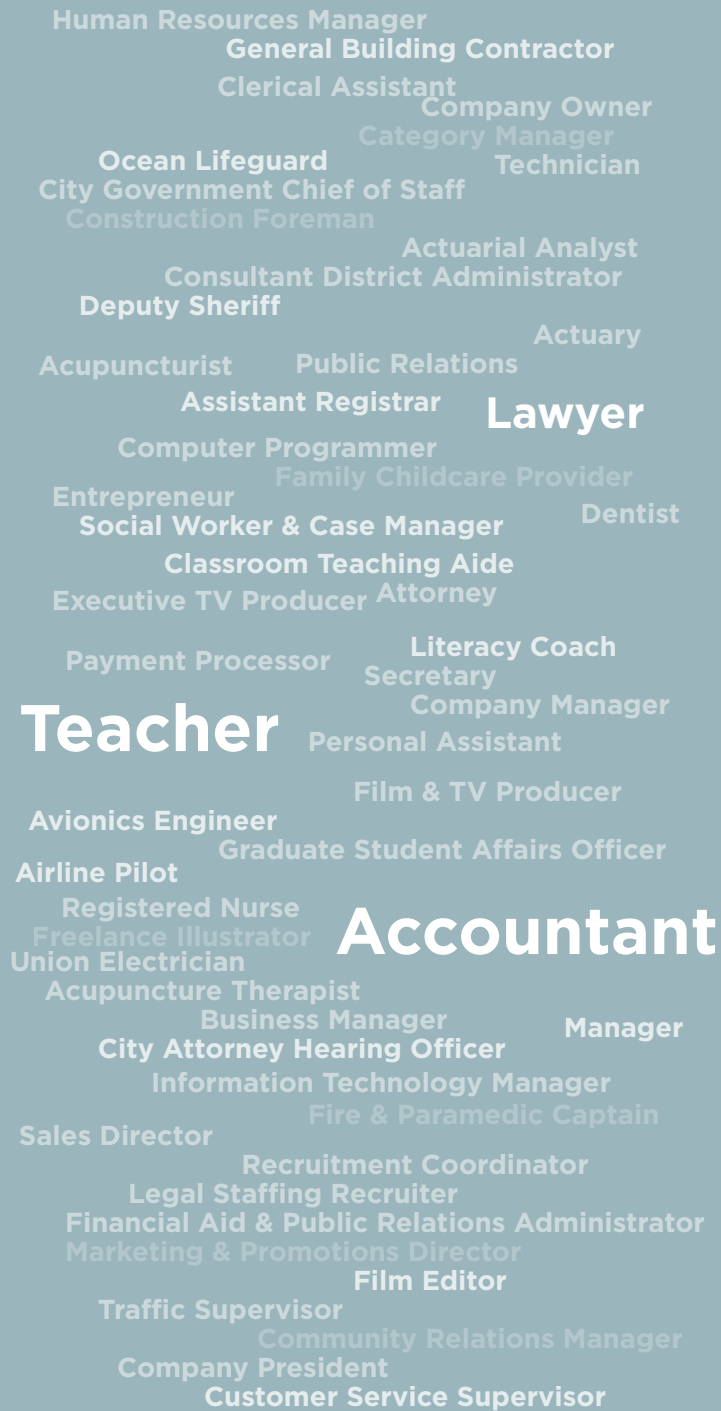 Human Resources Manager
General Building Contractor
Clerical Assistant
Company Owner
Category Manager
Ocean Lifeguard
Technician
City Government Chief of Staff
Construction Foreman
Actuarial Analyst
Consultant District Administrator
Deputy Sheriff
Actuary
Acupuncturist
Public Relations
Assistant Registrar
Lawyer
Computer Programmer
Family Childcare Provider
Entrepreneur
Dentist
Social Worker & Case Manager
Classroom Teaching Aide
Executive TV Producer
Attorney
Literacy Coach
Payment Processor
Secretary
Company Manager
Teacher
Personal Assistant
Film & TV Producer
Avionics Engineer
Graduate Student Affairs Officer
Airline Pilot
Registered Nurse
Accountant
Freelance Illustrator
Union Electrician
Acupuncture Therapist
Business Manager
Manager
City Attorney Hearing Officer
Information Technology Manager
Fire & Paramedic Captain
Sales Director
Recruitment Coordinator
Legal Staffing Recruiter
Financial Aid & Public Relations Administrator
Marketing & Promotions Director
Film Editor
Traffic Supervisor
Community Relations Manager
Company President
Customer Service Supervisor